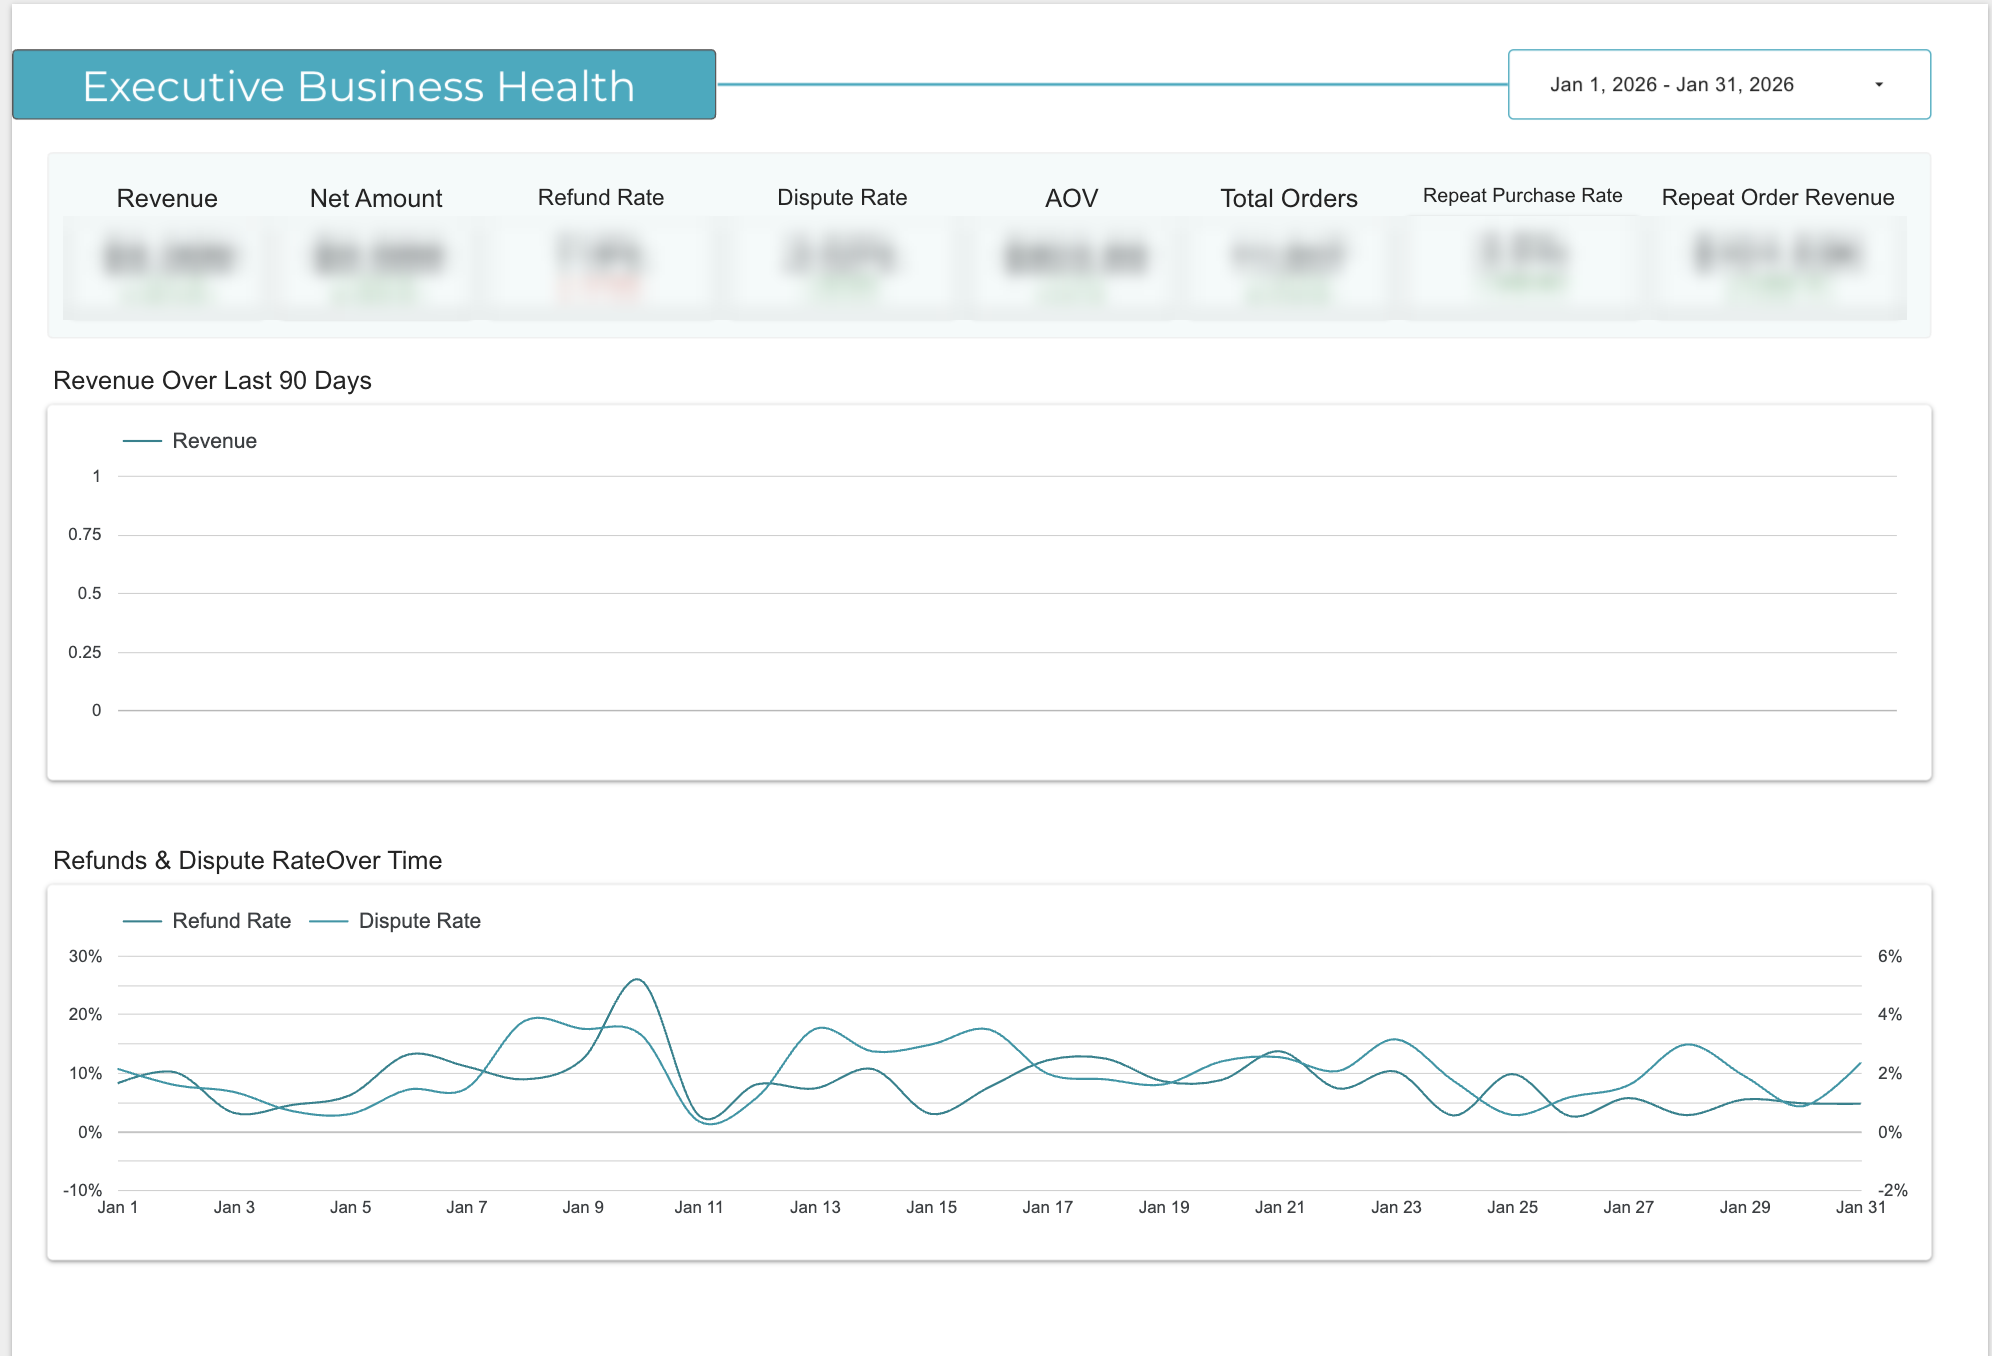 Executive Business Health
Jan 1, 2026 - Jan 31, 2026
Revenue
Net Amount
Refund Rate
Dispute Rate
AOV
Total Orders
Repeat Purchase Rate
Repeat Order Revenue
Revenue Over Last 90 Days
Revenue
1
0.75
0.5
0.25
0
Refunds & Dispute RateOver Time
Refund Rate
Dispute Rate
30%
20%
10%
0%
-10%
6%
4%
2%
0%
-2%
Jan 1
Jan 3
Jan 5
Jan 7
Jan 9
Jan 11
Jan 13
Jan 15
Jan 17
Jan 19
Jan 21
Jan 23
Jan 25
Jan 27
Jan 29
Jan 31